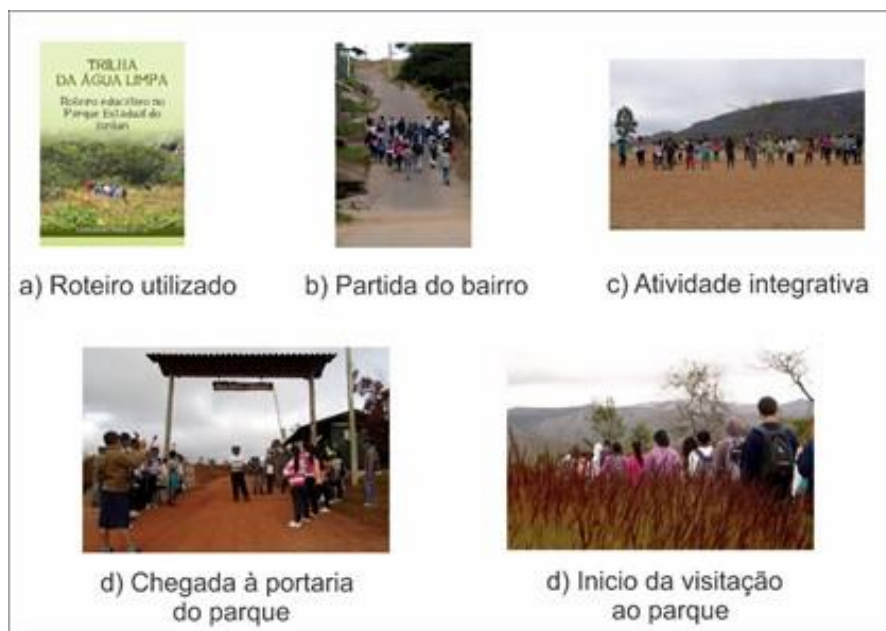 TRILHA
DA ÁGUA LIMPA
Roteiro educativo no
Parque Estadual do
a) Roteiro utilizado
b) Partida do bairro
c) Atividade integrativa
d) Chegada à portaria
do parque
d) Inicio da visitação
ao parque